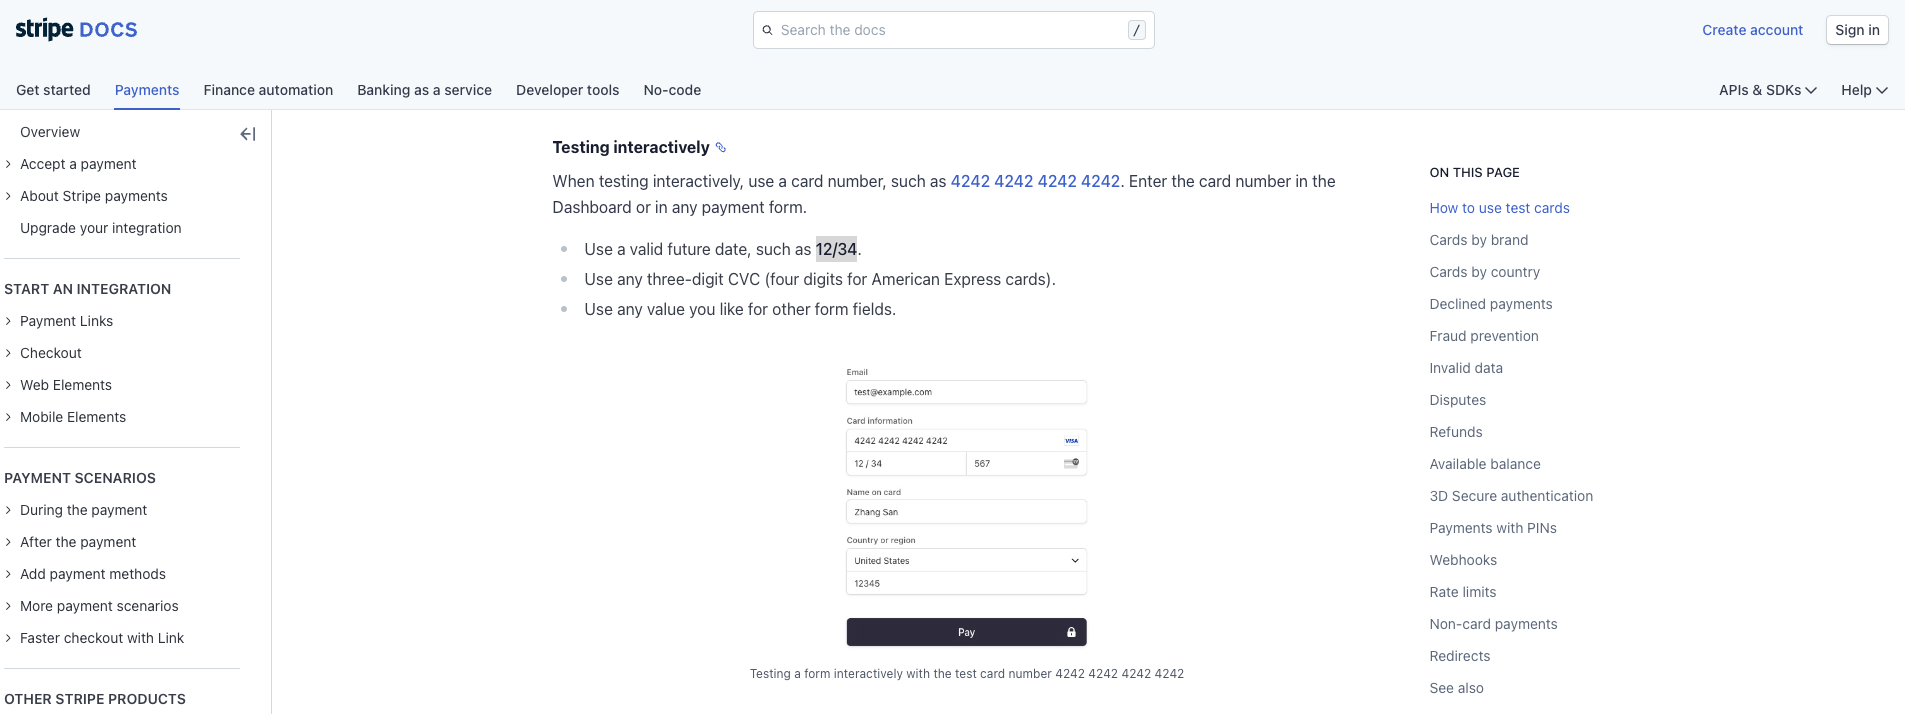 stripe DOCS
Search the docs
/
Create account
Sign in
Get started
Payments
Finance automation
Banking as a service
Developer tools
No-code
APIs & SDKs
Help
Overview
Accept a payment
About Stripe payments
Upgrade your integration
START AN INTEGRATION
Payment Links
Checkout
Web Elements
Mobile Elements
PAYMENT SCENARIOS
During the payment
After the payment
Add payment methods
More payment scenarios
Faster checkout with Link
OTHER STRIPE PRODUCTS
Testing interactively
When testing interactively, use a card number, such as 4242 4242 4242 4242. Enter the card number in the
Dashboard or in any payment form.
Use a valid future date, such as 12/34.
Use any three-digit CVC (four digits for American Express cards).
Use any value you like for other form fields.
Email
test@example.com
Card information
4242 4242 4242 4242
VISA
12 / 34
567
Name on card
Zhang San
Country or region
United States
12345
Pay
Testing a form interactively with the test card number 4242 4242 4242 4242
ON THIS PAGE
How to use test cards
Cards by brand
Cards by country
Declined payments
Fraud prevention
Invalid data
Disputes
Refunds
Available balance
3D Secure authentication
Payments with PINs
Webhooks
Rate limits
Non-card payments
Redirects
See also